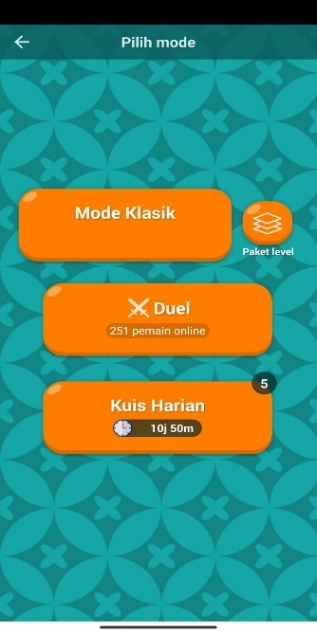 Pilih mode
Mode Klasik
Paket level
Duel
251 pemain online
5
Kuis Harian
10j 50m